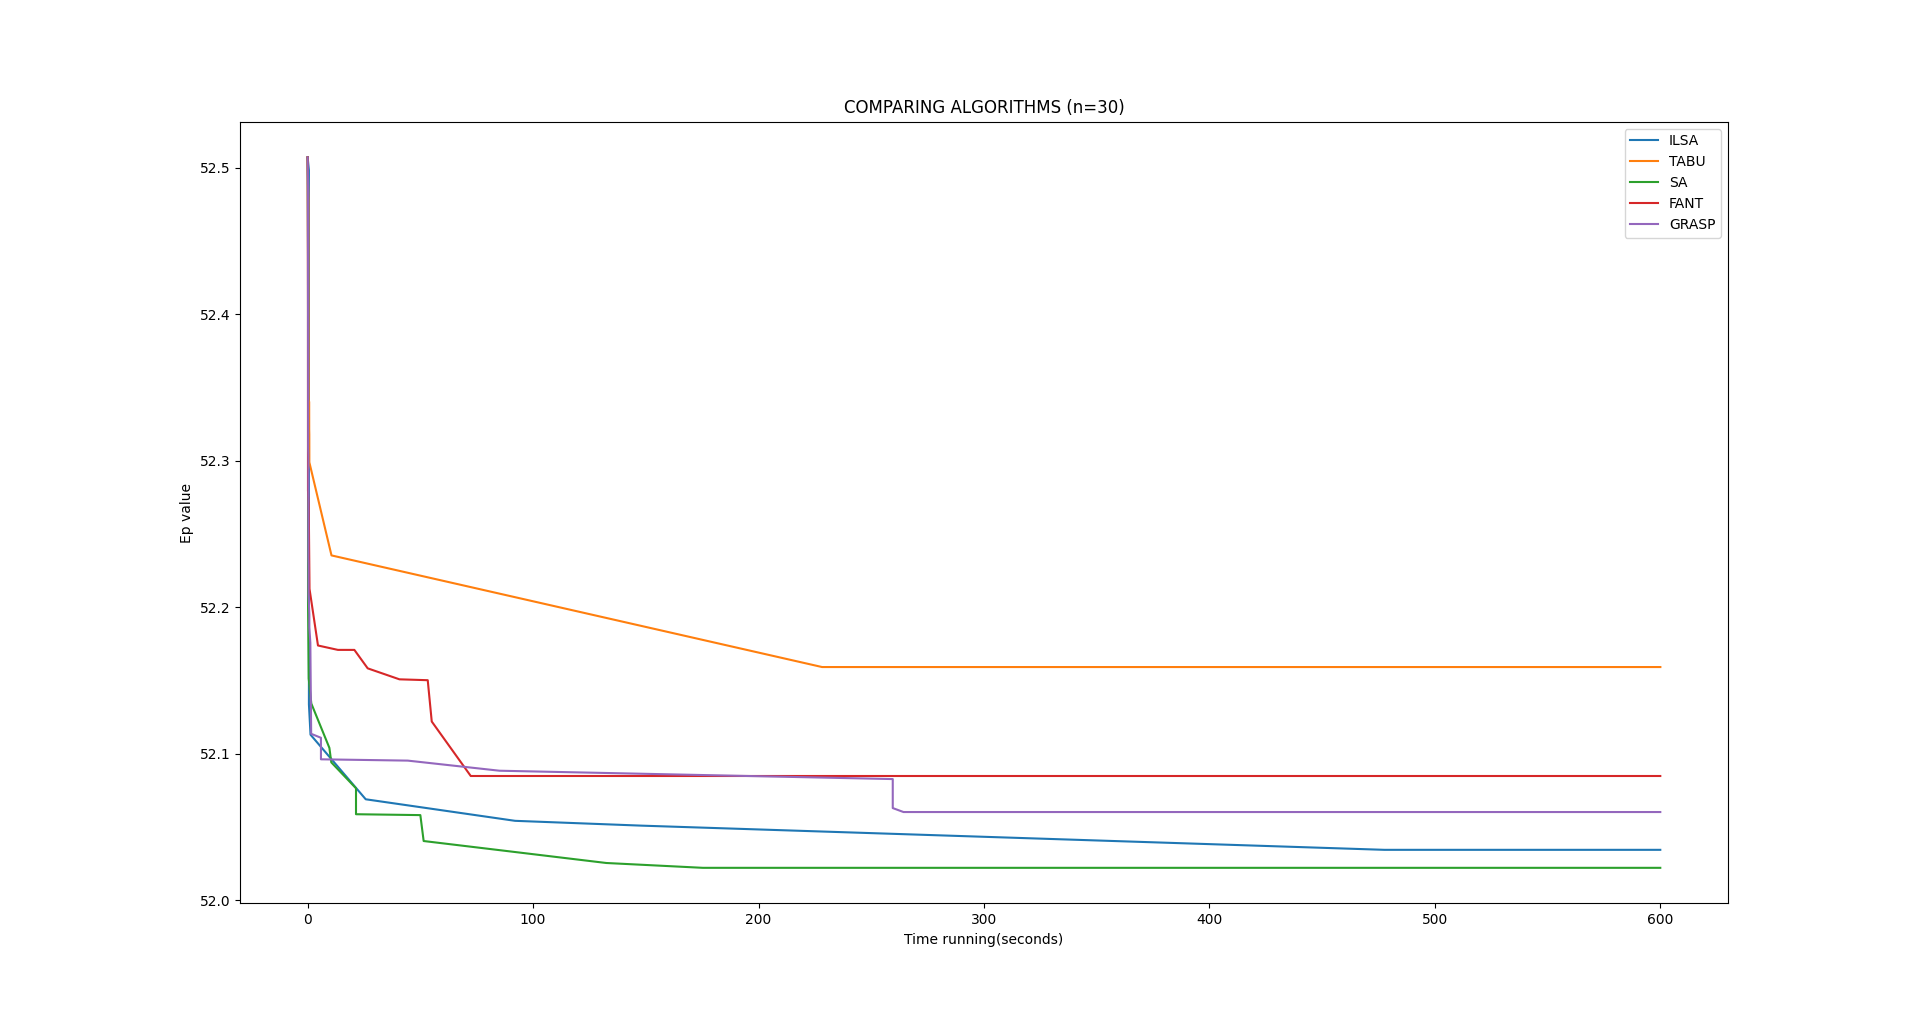 COMPARING ALGORITHMS (n=30)
ILSA
TABU
SA
FANT
GRASP
52.5
52.4
52.3
52.2
52.1
52.0
Ep value
0 100 200 300 400 500 600
Time running(seconds)